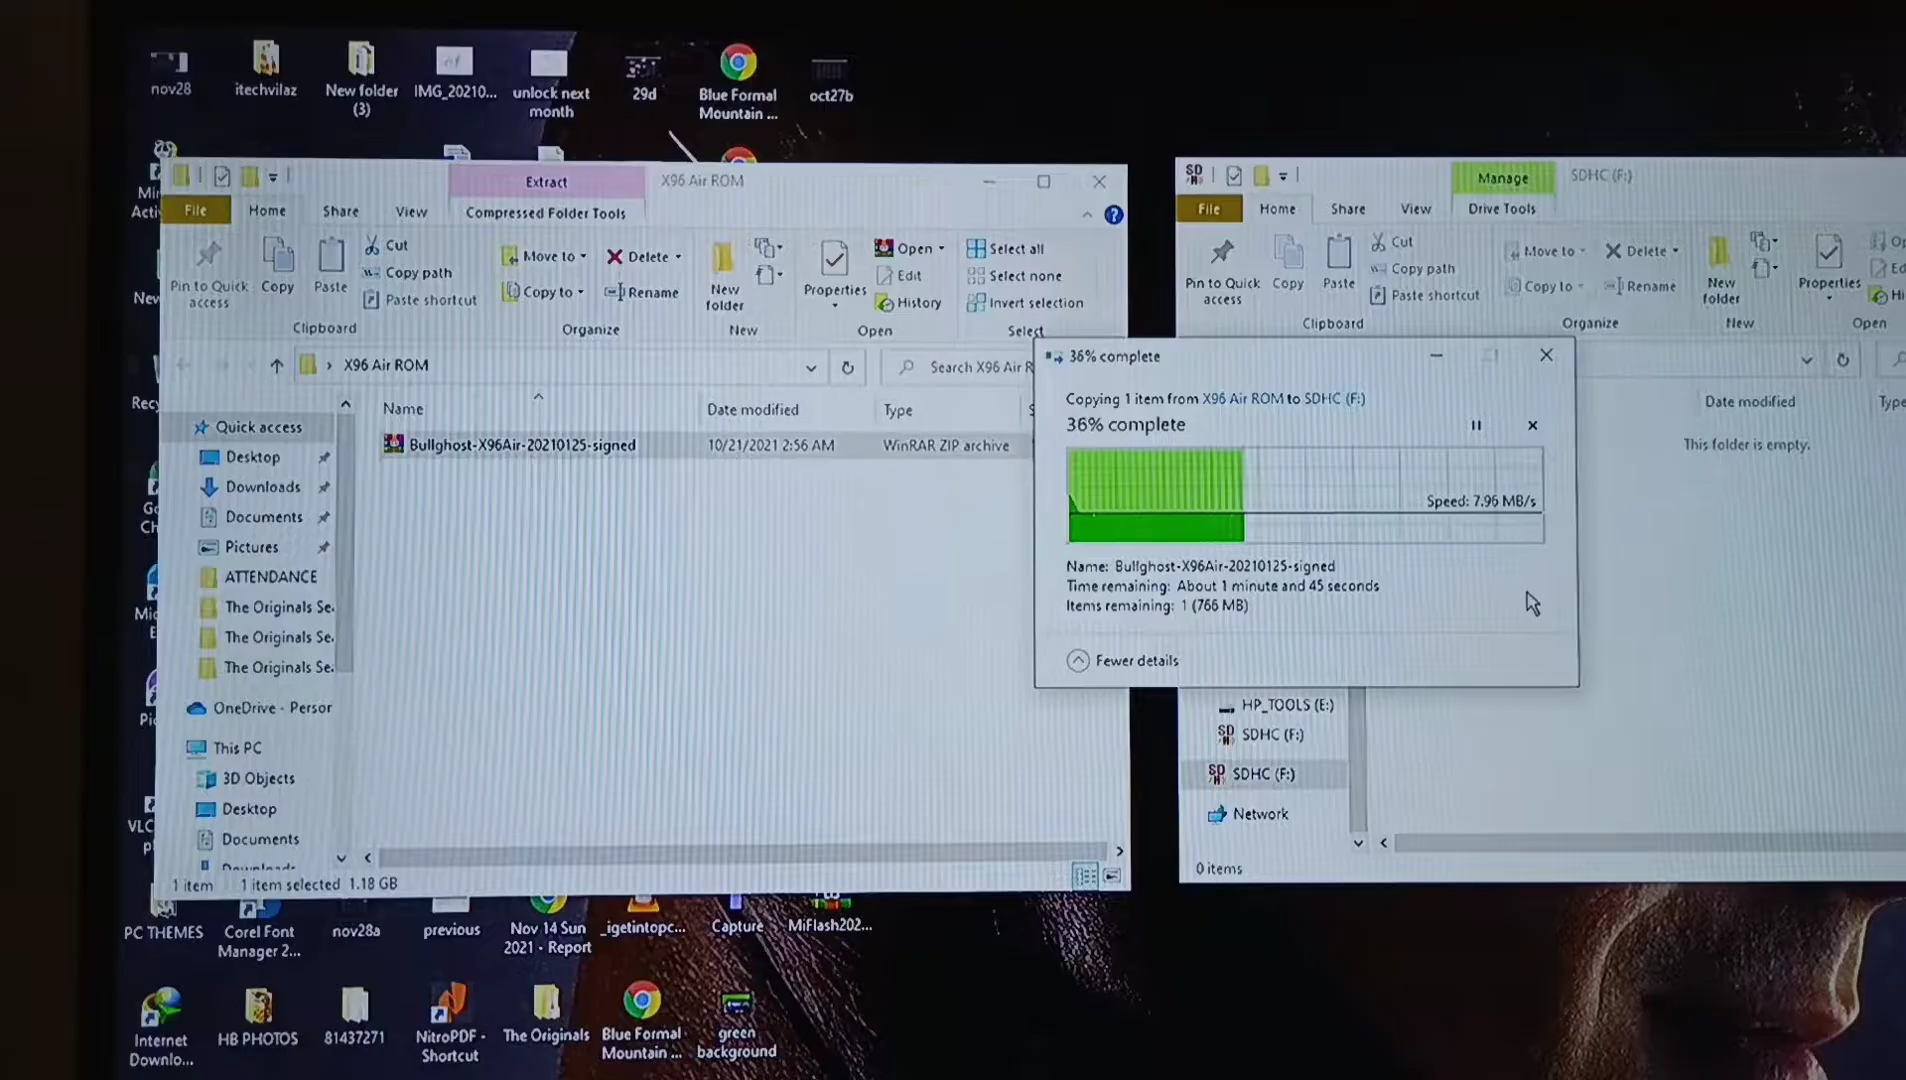 nov28
itechvilaz
New folder
(3)
IMG_20210...
unlock next
month
29d
Blue Formal
Mountain ...
oct27b
Extract
X96 Air ROM
File
Home
Share
View
Compressed Folder Tools
Pin to Quick
access
Copy
Paste
Cut
Copy path
Paste shortcut
Move to
Copy to
Delete
Rename
New
folder
Properties
Open
Edit
History
Select all
Select none
Invert selection
Clipboard
Organize
New
Open
Select
X96 Air ROM
Search X96 Air R
Name
Date modified
Type
Bullghost-X96Air-20210125-signed
10/21/2021 2:56 AM
WinRAR ZIP archive
Quick access
Desktop
Downloads
Documents
Pictures
ATTENDANCE
The Originals Se
The Originals Se
The Originals Se
OneDrive - Persor
This PC
3D Objects
Desktop
Documents
1 item
1 item selected 1.18 GB
Manage
SDHC (F:)
File
Home
Share
View
Drive Tools
Pin to Quick
access
Copy
Paste
Cut
Copy path
Paste shortcut
Move to
Copy to
Delete
Rename
New
folder
Properties
Clipboard
Organize
New
Open
Date modified
Type
This folder is empty.
36% complete
Copying 1 item from X96 Air ROM to SDHC (F:)
36% complete
Speed: 7.96 MB/s
Name: Bullghost-X96Air-20210125-signed
Time remaining: About 1 minute and 45 seconds
Items remaining: 1 (766 MB)
Fewer details
HP_TOOLS (E:)
SDHC (F:)
SDHC (F:)
Network
0 items
PC THEMES
Corel Font
Manager 2...
nov28a
previous
Nov 14 Sun
2021 - Report
_igetintopc...
Capture
MiFlash202...
Internet
Downlo...
HB PHOTOS
81437271
NitroPDF -
Shortcut
The Originals
Blue Formal
Mountain ...
green
background